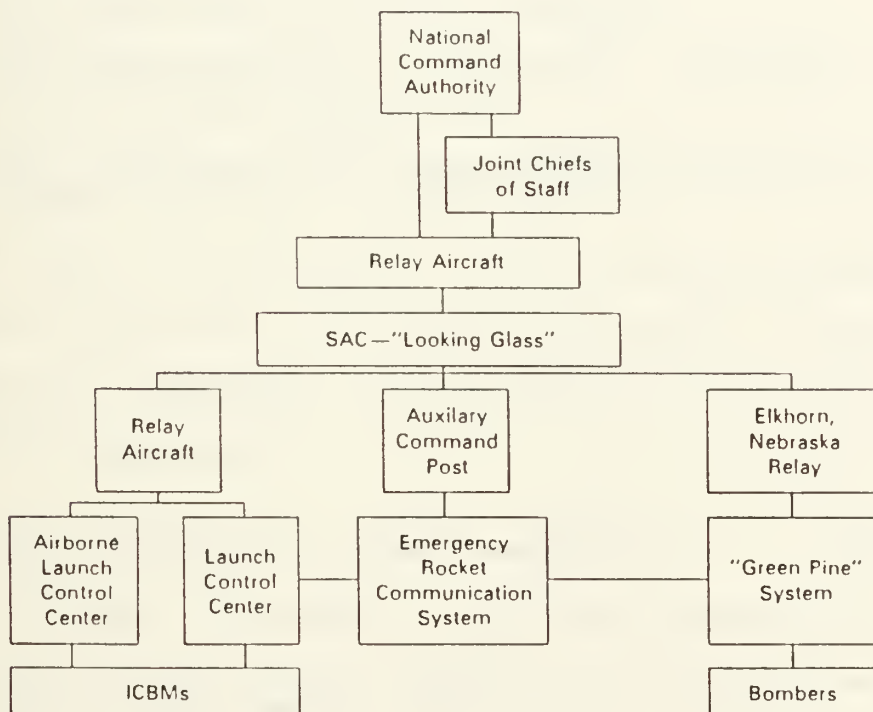 National
Command
Authority
Joint Chiefs
of Staff
Relay Aircraft
SAC—"Looking Glass"
Relay
Aircraft
Auxilary
Command
Post
Elkhorn,
Nebraska
Relay
Airborne
Launch
Control
Center
Launch
Control
Center
Emergency
Rocket
Communication
System
"Green Pine"
System
ICBMs
Bombers